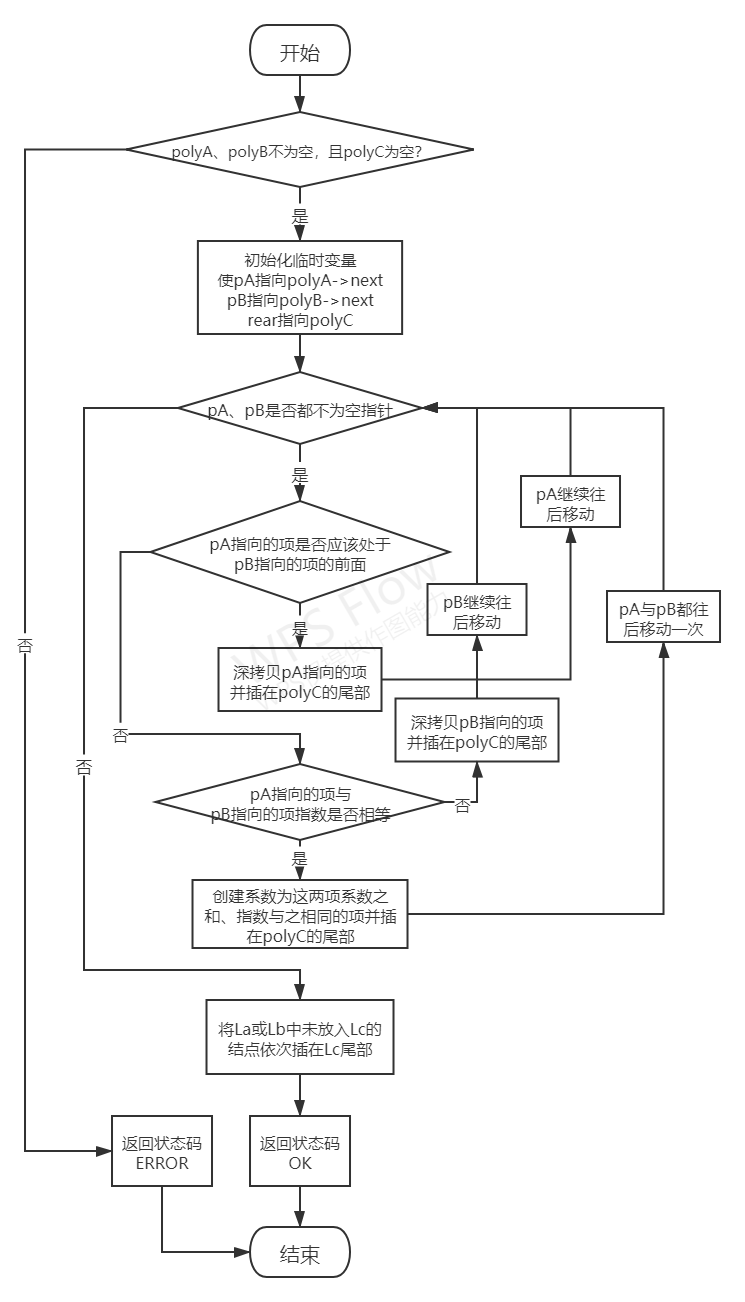 开始
polyA、polyB不为空，且polyC为空?
是
初始化临时变量
使pA指向polyA->next
pB指向polyB->next
rear指向polyC
pA、pB是否都不为空指针
是
pA继续往
后移动
pA指向的项是否应该处于
pB指向的项的前面
pB继续往
后移动
pA与pB都往
后移动一次
是
否
深拷贝pA指向的项
并插在polyC的尾部
深拷贝pB指向的项
并插在polyC的尾部
否
否
pA指向的项与
pB指向的项指数是否相等
否
是
创建系数为这两项系数之
和、指数与之相同的项并插
在polyC的尾部
将La或Lb中未放入Lc的
结点依次插在Lc尾部
返回状态码
ERROR
返回状态码
OK
结束
WPS Flow